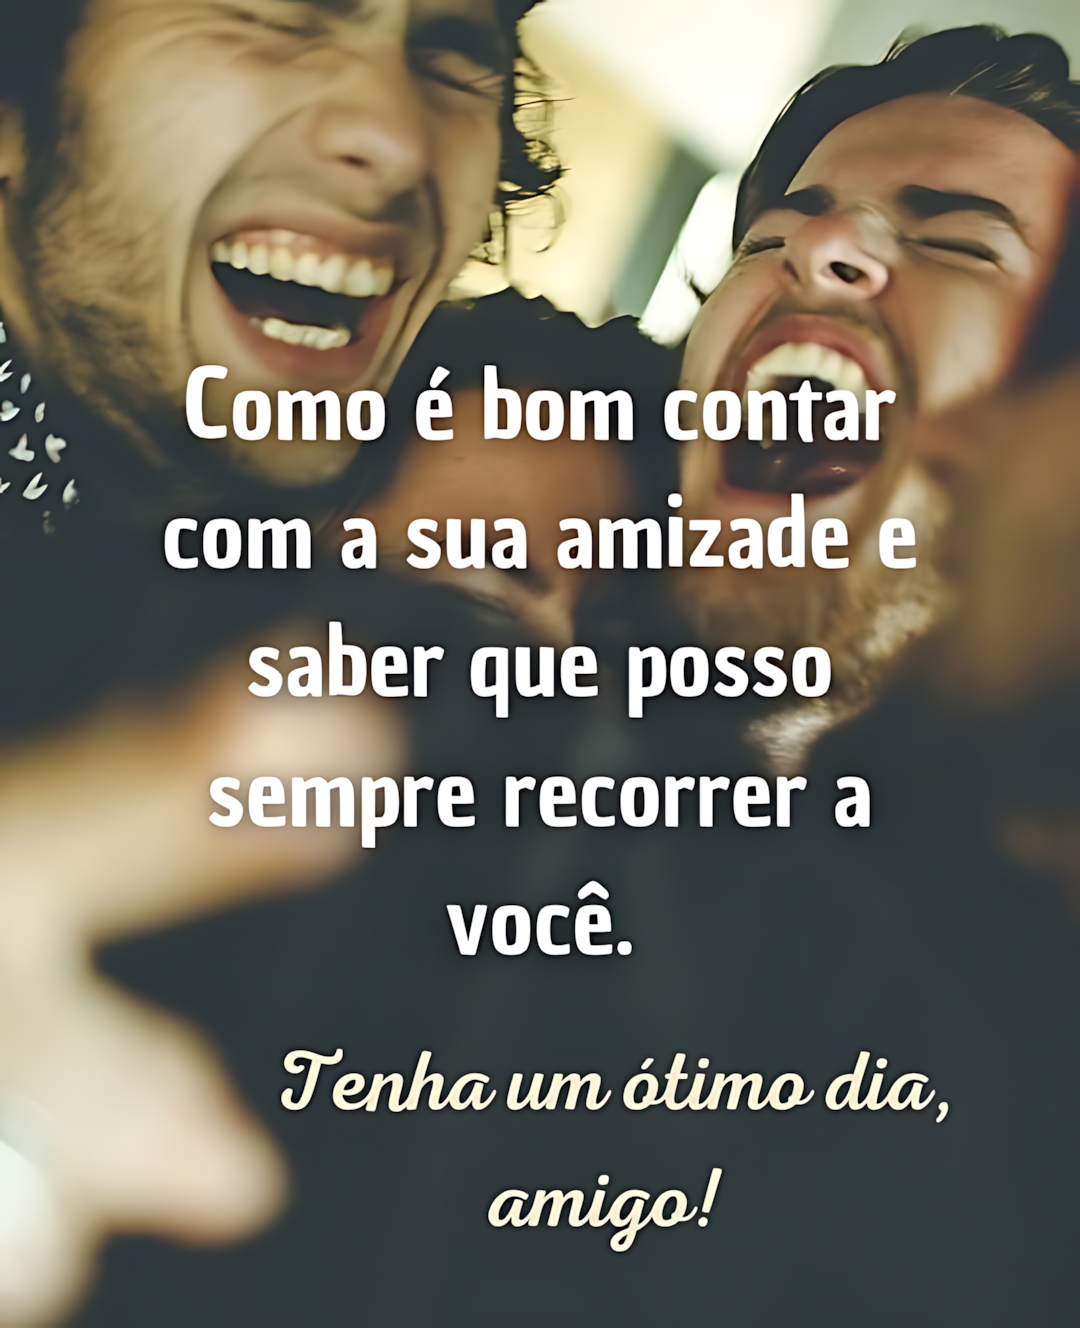 Como é bom contar
com a sua amizade e
saber que posso
sempre recorrer a
você.
Tenha um ótimo dia,
amigo!